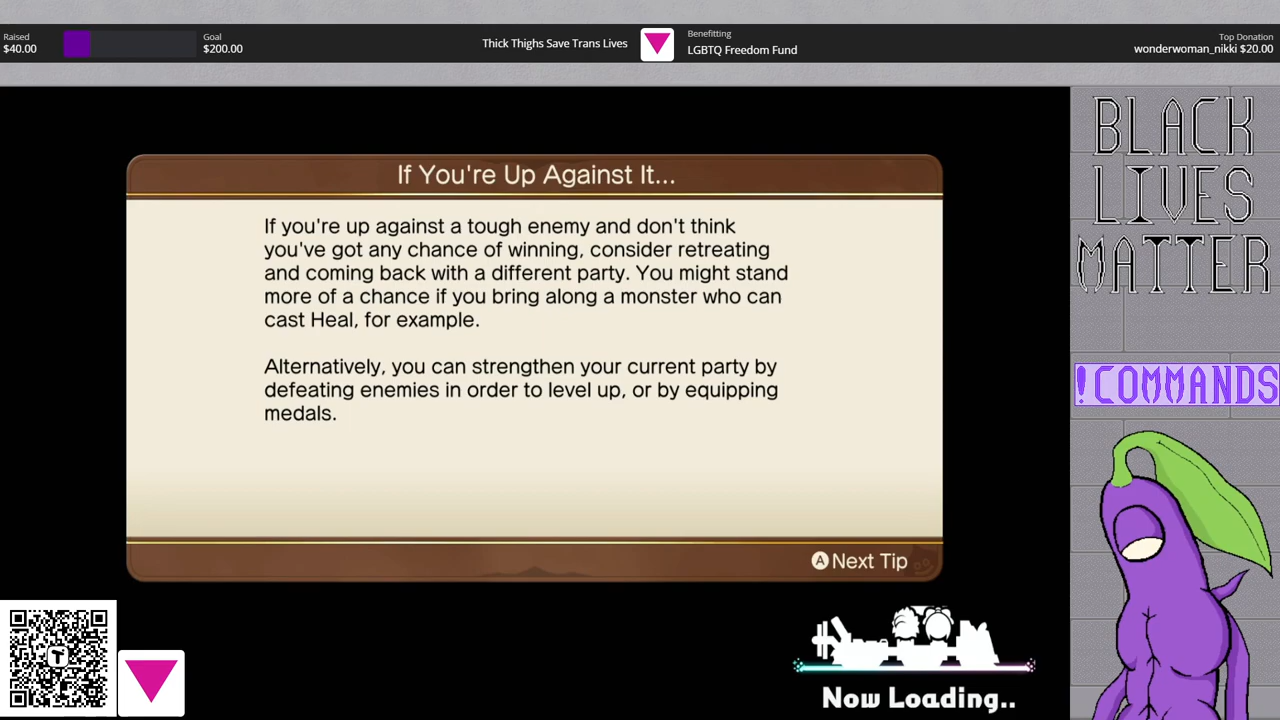 Raised
$40.00
Goal
$200.00
Thick Thighs Save Trans Lives
Benefitting
LGBTQ Freedom Fund
Top Donation
wonderwoman_nikki $20.00
BLACK
LIVES
MATTER
!COMMANDS
If You're Up Against It...
If you're up against a tough enemy and don't think
you've got any chance of winning, consider retreating
and coming back with a different party. You might stand
more of a chance if you bring along a monster who can
cast Heal, for example.
Alternatively, you can strengthen your current party by
defeating enemies in order to level up, or by equipping
medals.
A Next Tip
T
Now Loading..